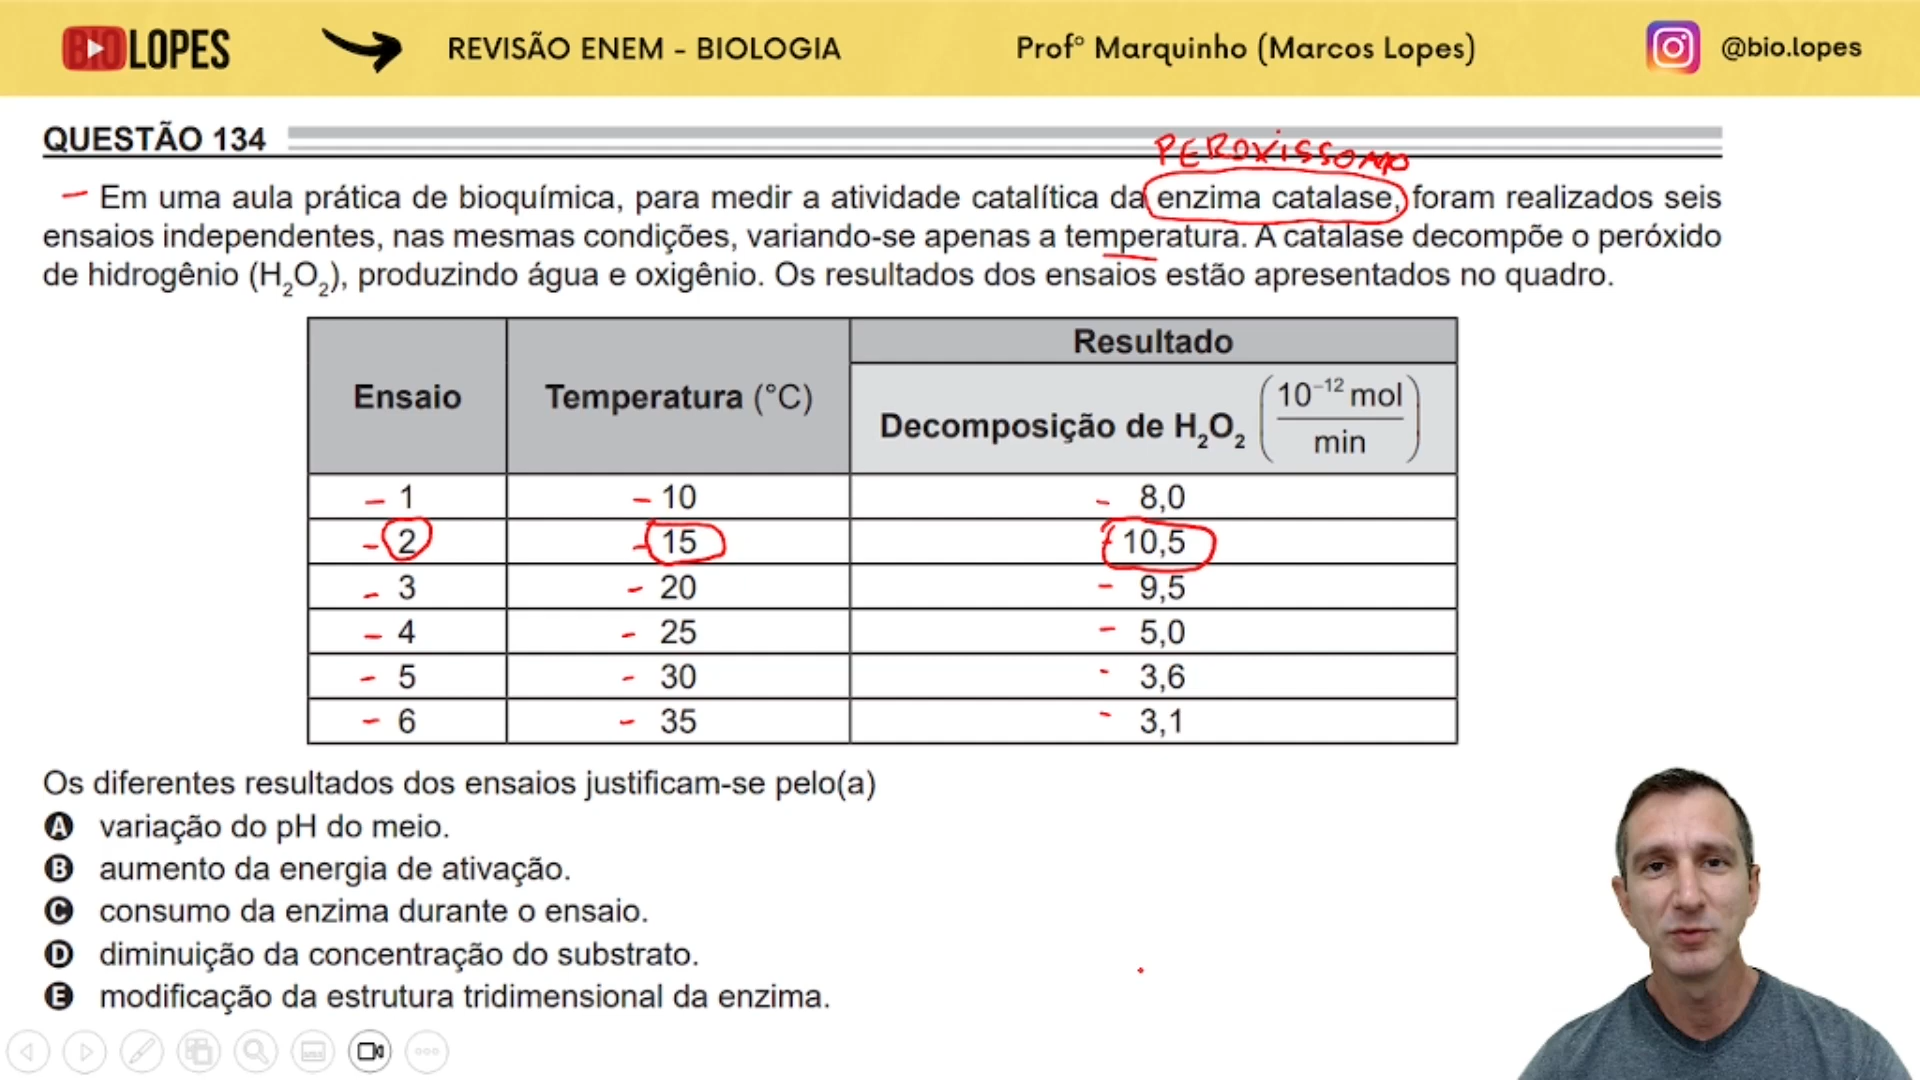 BIOLOPES REVISÃO ENEM - BIOLOGIA Profº Marquinho (Marcos Lopes) @bio.lopes
QUESTÃO 134
PEROXISSOMO
Em uma aula prática de bioquímica, para medir a atividade catalítica da enzima catalase, foram realizados seis
ensaios independentes, nas mesmas condições, variando-se apenas a temperatura. A catalase decompõe o peróxido
de hidrogênio (H₂O₂), produzindo água e oxigênio. Os resultados dos ensaios estão apresentados no quadro.
Ensaio Temperatura (°C) Resultado
Decomposição de H₂O₂ (10⁻¹² mol / min)
1 10 8,0
2 15 10,5
3 20 9,5
4 25 5,0
5 30 3,6
6 35 3,1
Os diferentes resultados dos ensaios justificam-se pelo(a)
A variação do pH do meio.
B aumento da energia de ativação.
C consumo da enzima durante o ensaio.
D diminuição da concentração do substrato.
E modificação da estrutura tridimensional da enzima.